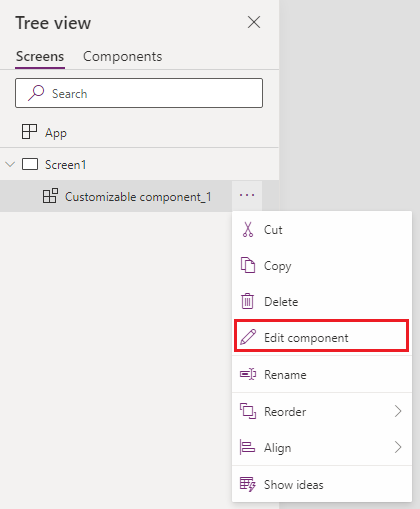 Tree view
Screens Components
Search
App
Screen1
Customizable component_1 ...
Cut
Copy
Delete
Edit component
Rename
Reorder
Align
Show ideas